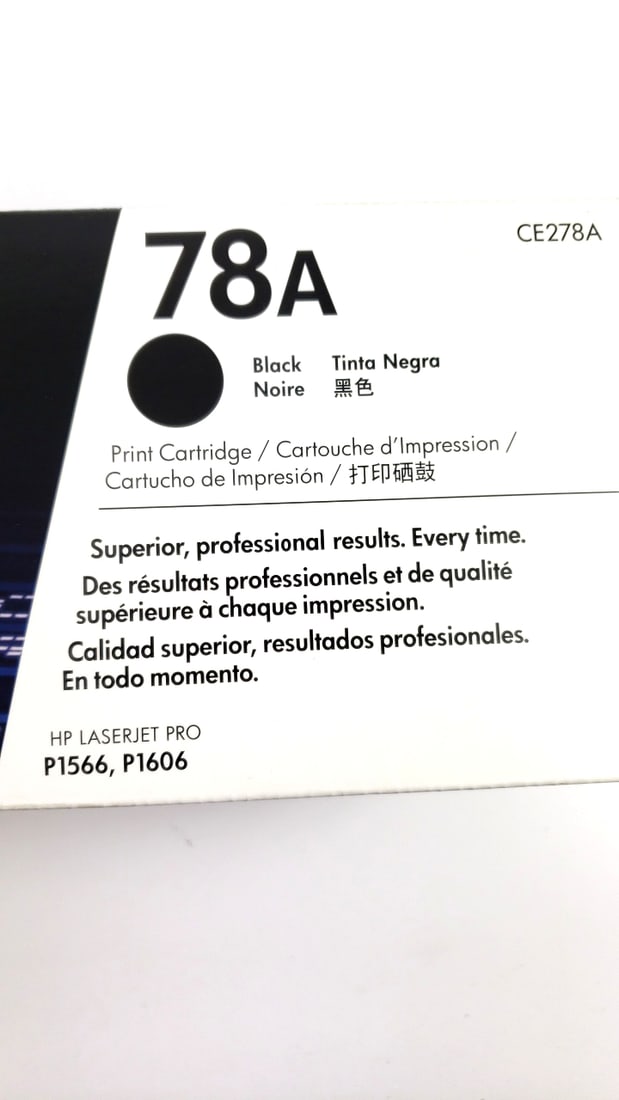 78A
CE278A
Black Tinta Negra
Noire 黑色
Print Cartridge / Cartouche d'Impression /
Cartucho de Impresión / 打印硒鼓
Superior, professional results. Every time.
Des résultats professionnels et de qualité
supérieure à chaque impression.
Calidad superior, resultados profesionales.
En todo momento.
HP LASERJET PRO
P1566, P1606